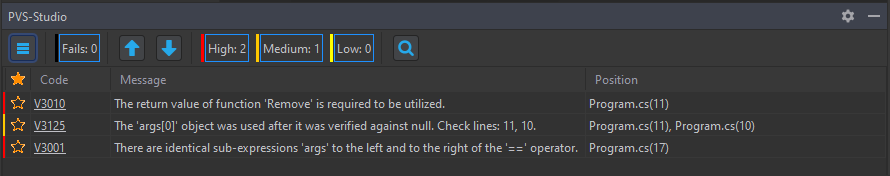 PVS-Studio
Fails: 0 High: 2 Medium: 1 Low: 0
Code Message Position
V3010 The return value of function 'Remove' is required to be utilized. Program.cs(11)
V3125 The 'args[0]' object was used after it was verified against null. Check lines: 11, 10. Program.cs(11), Program.cs(10)
V3001 There are identical sub-expressions 'args' to the left and to the right of the '==' operator. Program.cs(17)